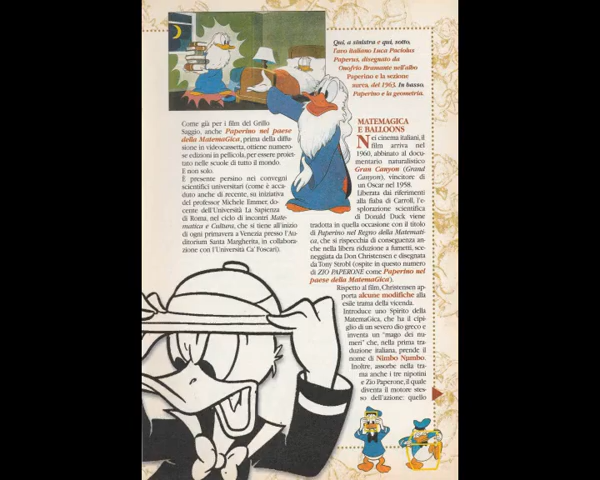 Qui, a sinistra e qui, sotto,
l'avo italiano Luca Paciolus
Paperus, disegnato da
Onofrio Bramante nell'albo
Paperino e la sezione
aurea, del 1963. In basso,
Paperino e la geometria.
Come già per i film del Grillo
Saggio, anche Paperino nel paese
della MatemaGica, prima della diffu-
sione in videocassetta, ottiene numero-
se edizioni in pellicola, per essere proiet-
tato nelle scuole di tutto il mondo.
E non solo.
È presente persino nei convegni
scientifici universitari (come è acca-
duto anche di recente, su iniziativa
del professor Michele Emmer, do-
cente dell'Università La Sapienza
di Roma, nel ciclo di incontri Mate-
matica e Cultura, che si tiene all'inizio
di ogni primavera a Venezia presso l'Au-
ditorium Santa Margherita, in collabora-
zione con l'Università Ca' Foscari).
MATEMAGICA
E BALLOONS
Nei cinema italiani, il
film arriva nel
1960, abbinato al docu-
mentario naturalistico
Gran Canyon (Grand
Canyon), vincitore di
un Oscar nel 1958.
Liberata dai riferimenti
alla fiaba di Carroll, l'e-
splorazione scientifica
di Donald Duck viene
tradotta in quella occasione con il titolo
di Paperino nel Regno della Matemati-
ca, che si rispecchia di conseguenza an-
che nella libera riduzione a fumetti, sce-
neggiata da Don Christensen e disegnata
da Tony Strobl (ospite in questo numero
di ZIO PAPERONE come Paperino nel
paese della MatemaGica).
Rispetto al film, Christensen ap-
porta alcune modifiche alla
esile trama della vicenda.
Introduce uno Spirito della
MatemaGica, che ha il cipi-
glio di un severo dio greco e
inventa un "mago dei nu-
meri" che, nella prima tra-
duzione italiana, prende il
nome di Nimbo Numbo.
Inoltre, assorbe nella tra-
ma anche i tre nipotini
e Zio Paperone, il quale
diventa il motore stes-
so dell'azione: quello